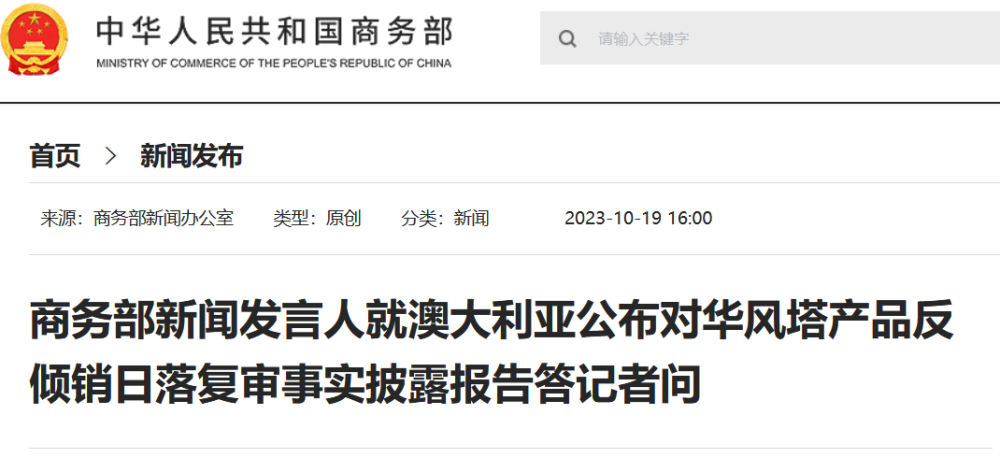 中华人民共和国商务部
MINISTRY OF COMMERCE OF THE PEOPLE'S REPUBLIC OF CHINA
请输入关键字
首页 > 新闻发布
来源：商务部新闻办公室 类型：原创 分类：新闻 2023-10-19 16:00
商务部新闻发言人就澳大利亚公布对华风塔产品反
倾销日落复审事实披露报告答记者问